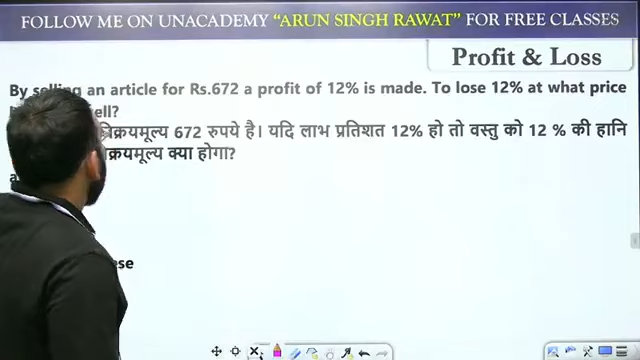 FOLLOW ME ON UNACADEMY “ARUN SINGH RAWAT” FOR FREE CLASSES
Profit & Loss
By selling an article for Rs.672 a profit of 12% is made. To lose 12% at what price
ell?
विक्रयमूल्य 672 रुपये है। यदि लाभ प्रतिशत 12% हो तो वस्तु को 12 % की हानि
विक्रयमूल्य क्या होगा?
a
ese